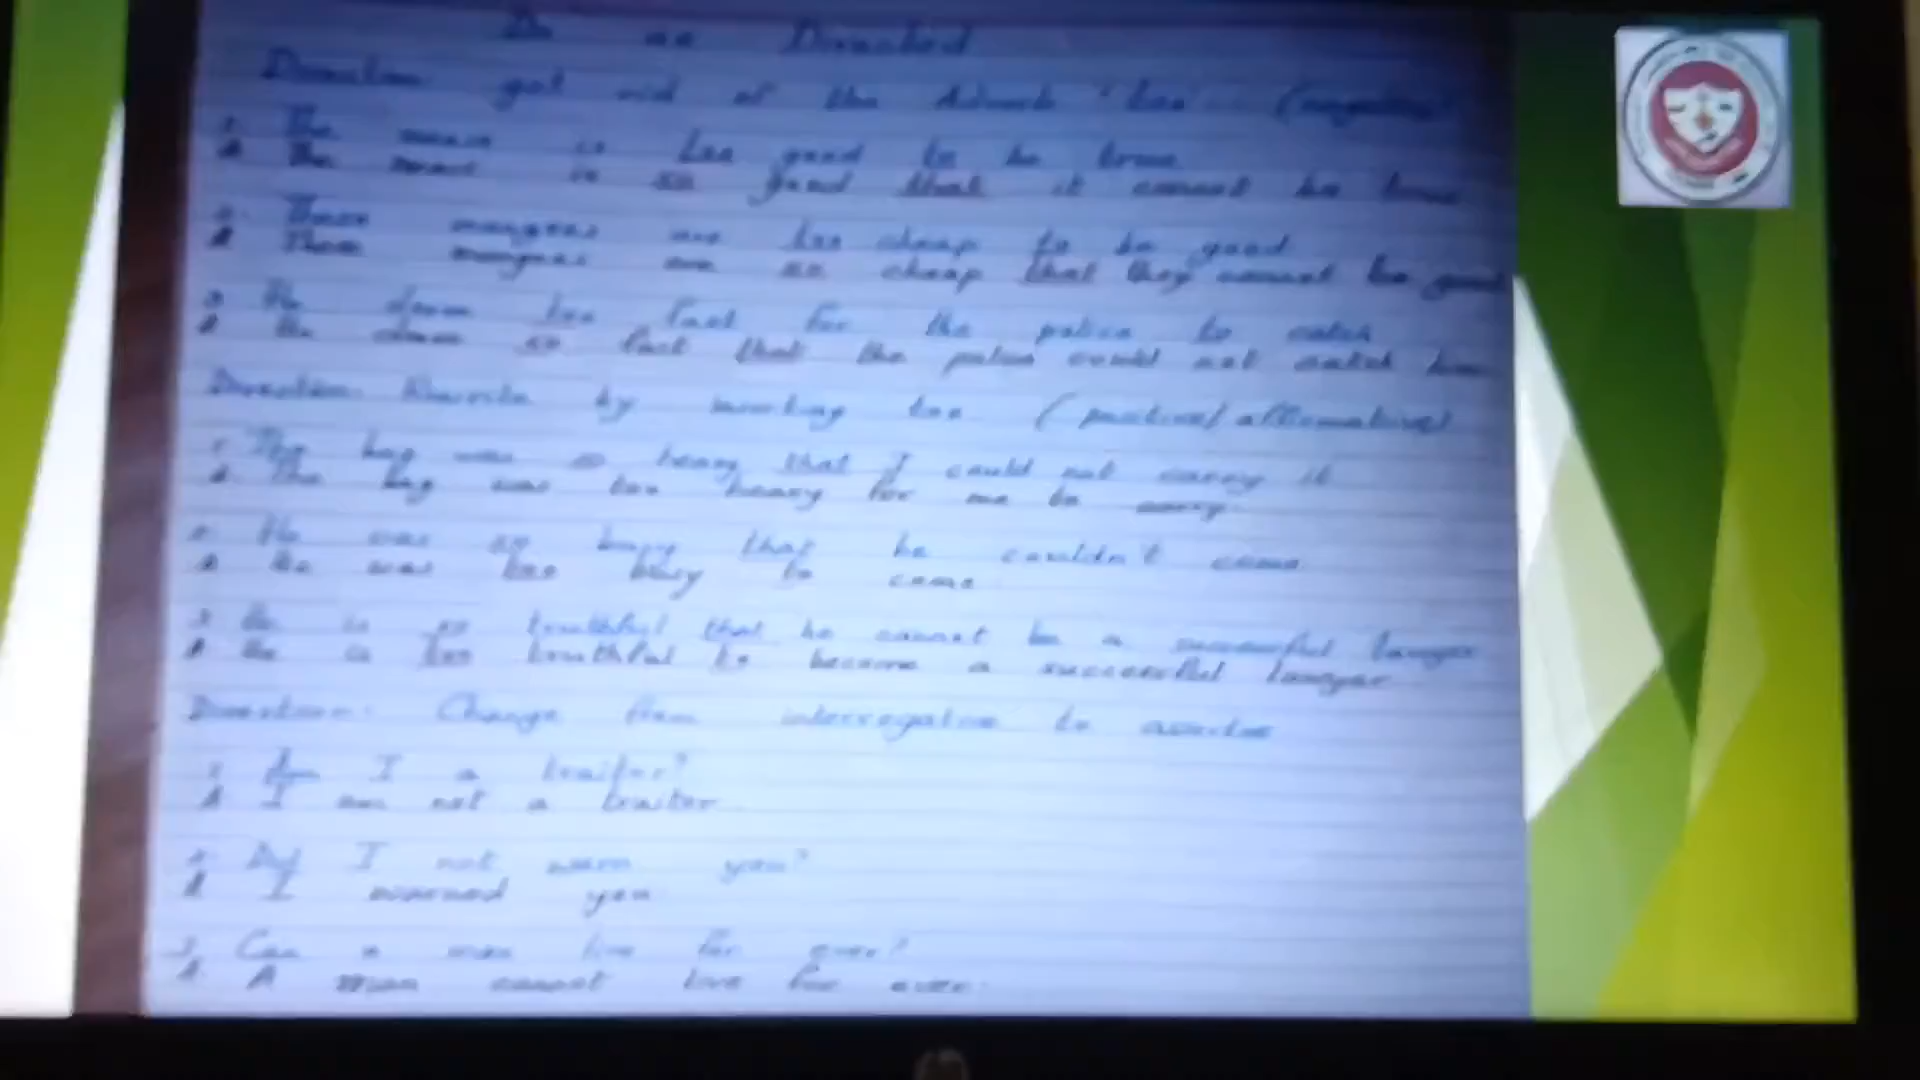 Do as Directed
Direction get rid of the Adverb 'too' (negative)
1. The news is too good to be true
A The news is so good that it cannot be true
2. These mangoes are too cheap to be good
A These mangoes are so cheap that they cannot be good
3 He drove too fast for the police to catch
A He drove so fast that the police could not catch him
Direction: Rewrite by inserting too (positive/affirmative)
1. The bag was so heavy that I could not carry it
A. The bag was too heavy for me to carry.
2. He was so busy that he couldn't come
A He was too busy to come
3. He is so truthful that he cannot be a successful lawyer
A He is too truthful to become a successful lawyer
Direction: Change from interrogative to
1. Am I a traitor?
A I am not a traitor
2. Did I not warn you?
A I warned you
3. Can a man live for ever?
A. A man cannot live for ever.